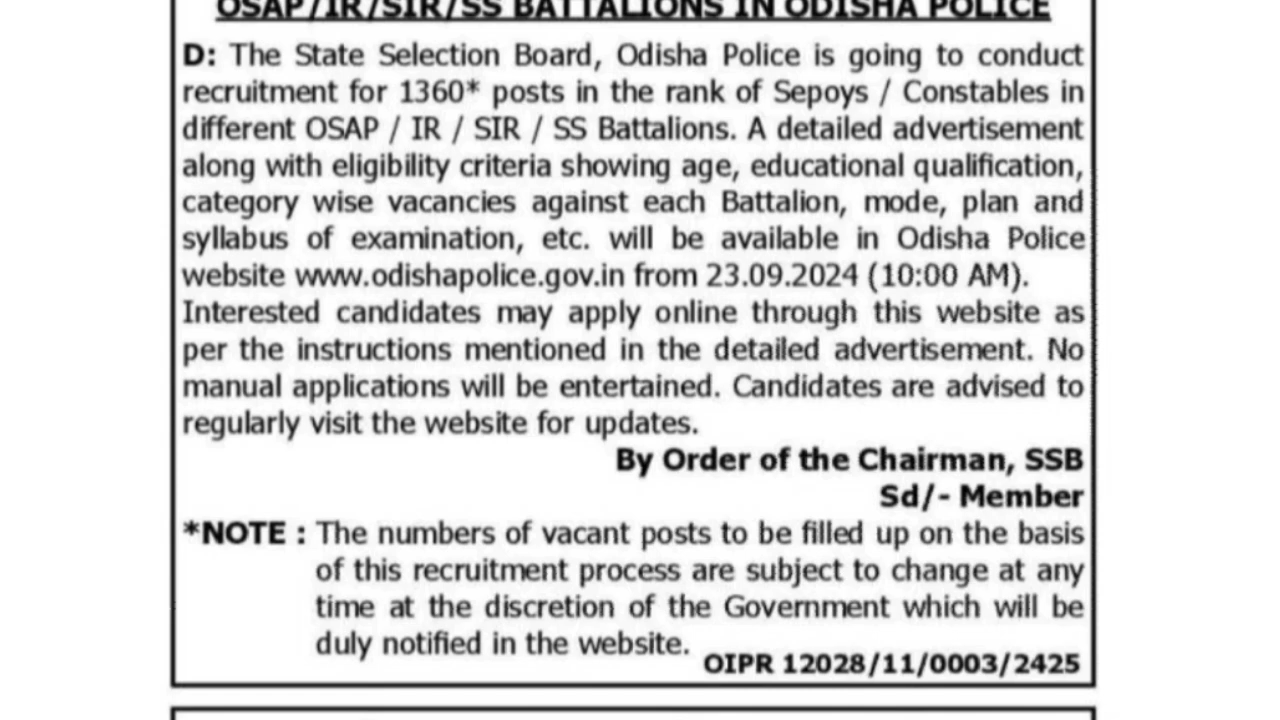 OSAP/IR/SIR/SS BATTALIONS IN ODISHA POLICE
D: The State Selection Board, Odisha Police is going to conduct
recruitment for 1360* posts in the rank of Sepoys / Constables in
different OSAP / IR / SIR / SS Battalions. A detailed advertisement
along with eligibility criteria showing age, educational qualification,
category wise vacancies against each Battalion, mode, plan and
syllabus of examination, etc. will be available in Odisha Police
website www.odishapolice.gov.in from 23.09.2024 (10:00 AM).
Interested candidates may apply online through this website as
per the instructions mentioned in the detailed advertisement. No
manual applications will be entertained. Candidates are advised to
regularly visit the website for updates.
By Order of the Chairman, SSB
Sd/- Member
*NOTE : The numbers of vacant posts to be filled up on the basis
of this recruitment process are subject to change at any
time at the discretion of the Government which will be
duly notified in the website.
OIPR 12028/11/0003/2425